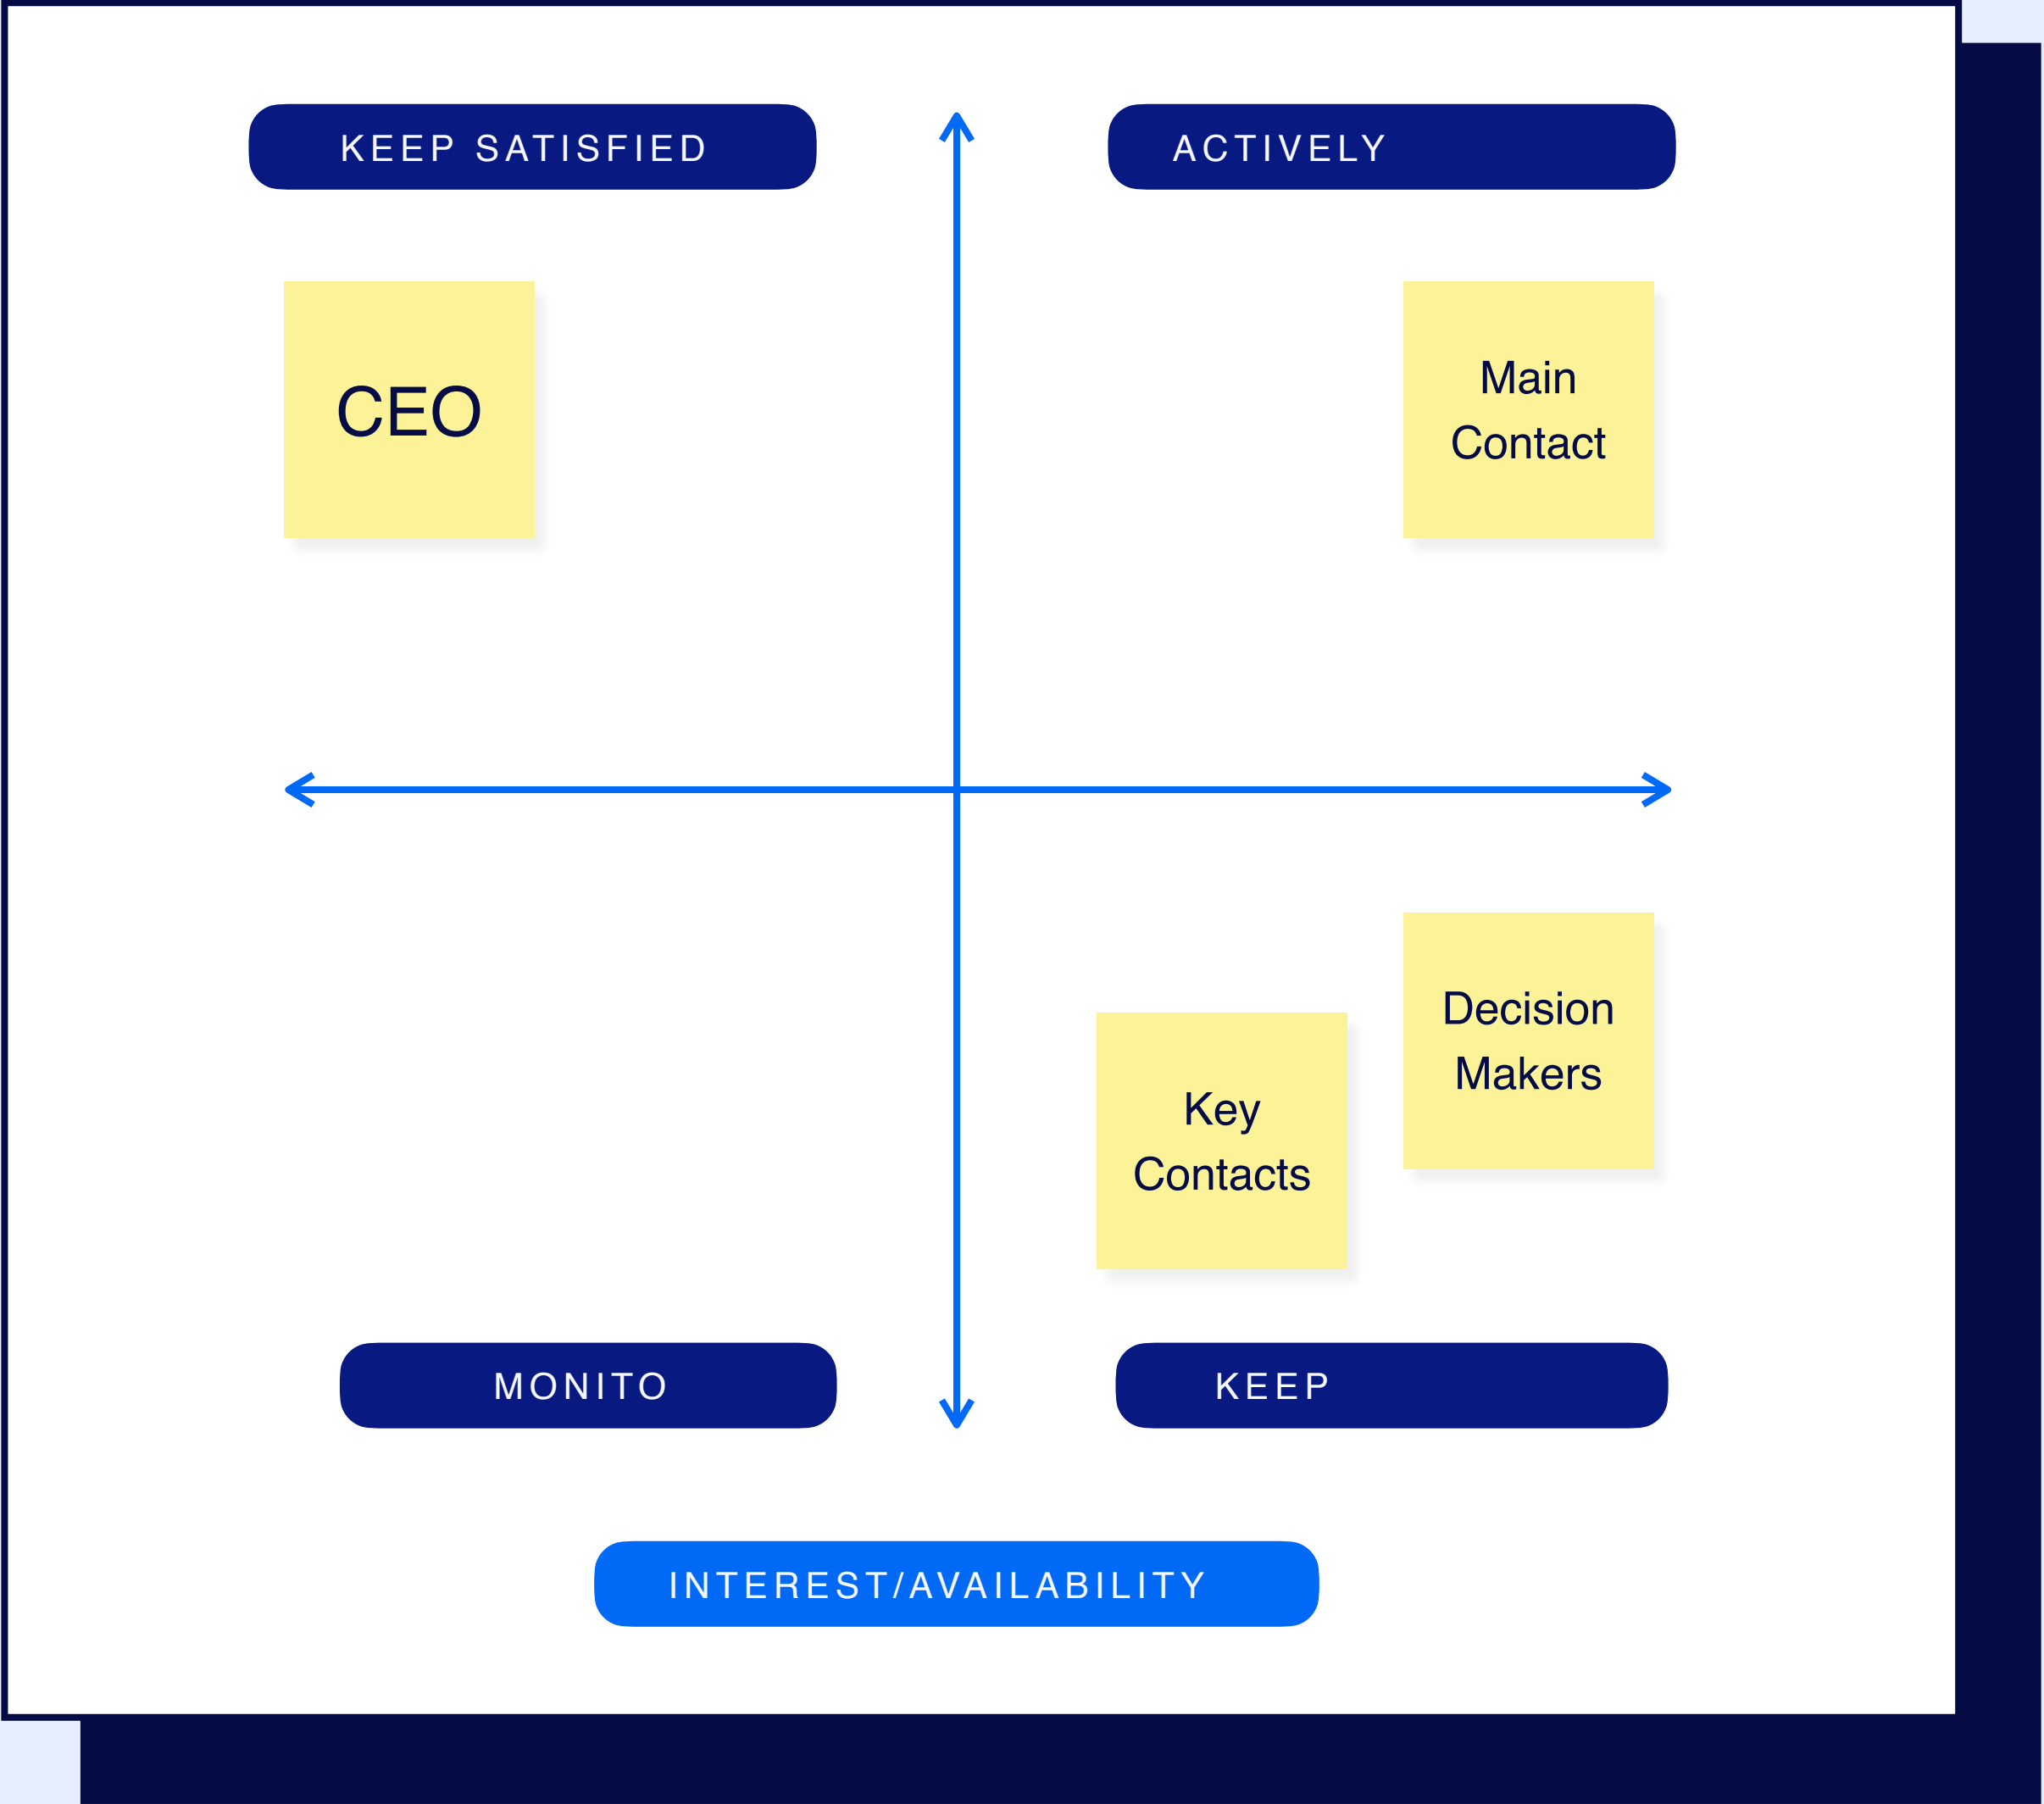 KEEP SATISFIED
ACTIVELY
CEO
Main
Contact
Decision
Makers
Key
Contacts
MONITO
KEEP
INTEREST/AVAILABILITY